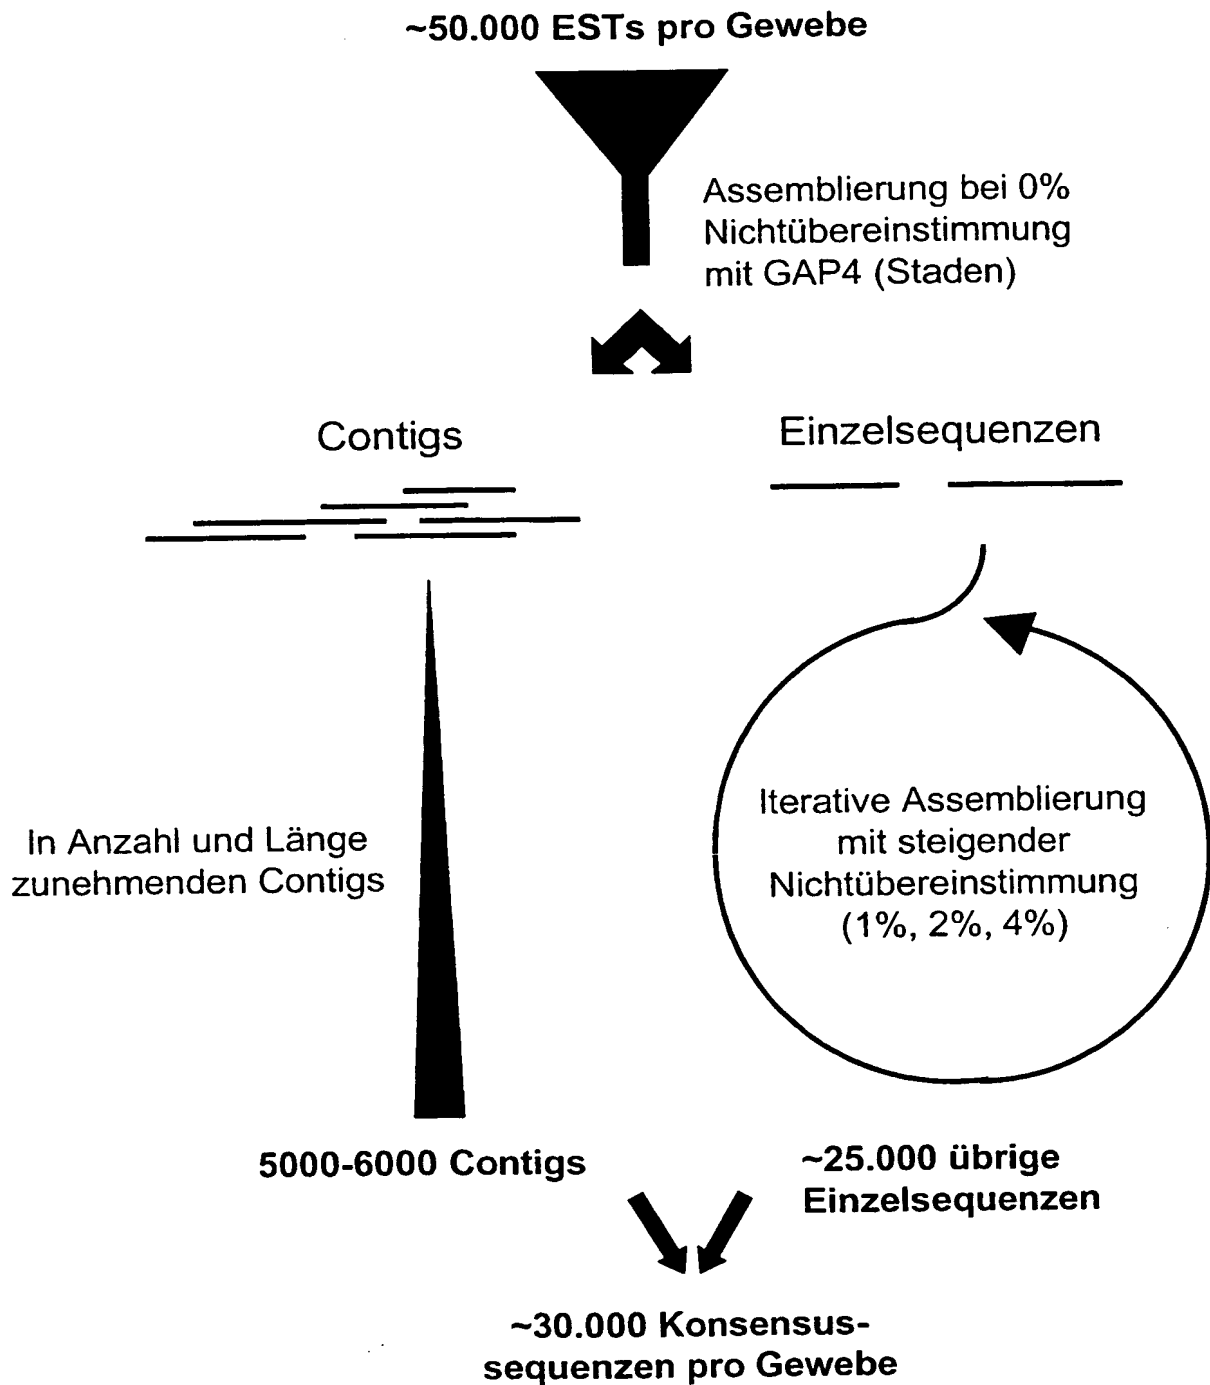 ~50.000 ESTs pro Gewebe
Assemblierung bei 0%
Nichtübereinstimmung
mit GAP4 (Staden)
Contigs
Einzelsequenzen
In Anzahl und Länge
zunehmenden Contigs
Iterative Assemblierung
mit steigender
Nichtübereinstimmung
(1%, 2%, 4%)
5000-6000 Contigs
~25.000 übrige
Einzelsequenzen
~30.000 Konsensus-
sequenzen pro Gewebe